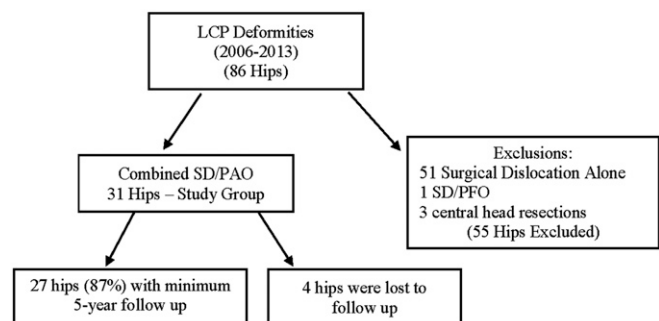 LCP Deformities
(2006-2013)
(86 Hips)
Combined SD/PAO
31 Hips – Study Group
Exclusions:
51 Surgical Dislocation Alone
1 SD/PFO
3 central head resections
(55 Hips Excluded)
27 hips (87%) with minimum
5-year follow up
4 hips were lost to
follow up